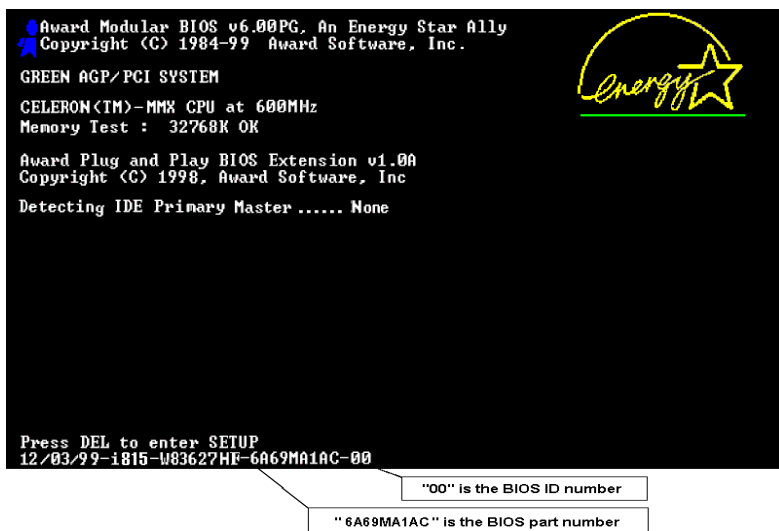 Award Modular BIOS v6.00PG, An Energy Star Ally
Copyright (C) 1984-99 Award Software, Inc.
energy
GREEN AGP/PCI SYSTEM
CELERON(TM)-MMX CPU at 600MHz
Memory Test : 32768K OK
Award Plug and Play BIOS Extension v1.0A
Copyright (C) 1998, Award Software, Inc
Detecting IDE Primary Master ...... None
Press DEL to enter SETUP
12/03/99-i815-W83627HF-6A69MA1AC-00
"00" is the BIOS ID number
" 6A69MA1AC" is the BIOS part number